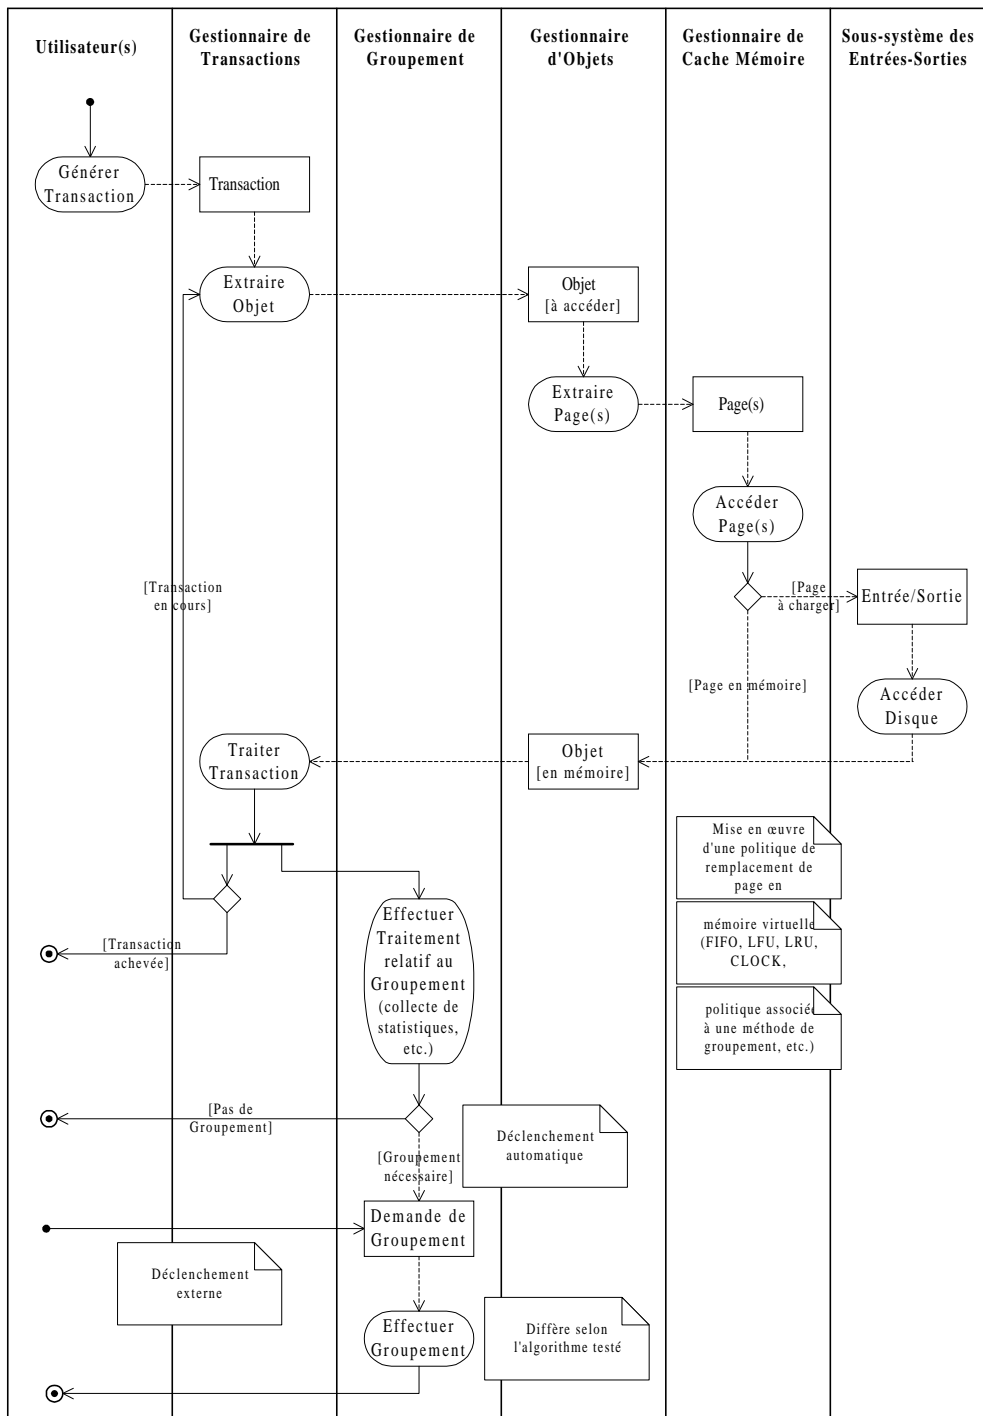 Utilisateur(s)
Gestionnaire de
Transactions
Gestionnaire de
Groupement
Gestionnaire
d'Objets
Gestionnaire de
Cache Mémoire
Sous-système des
Entrées-Sorties
Générer
Transaction
Transaction
Extraire
Objet
Objet
[à accéder]
Extraire
Page(s)
Page(s)
Accéder
Page(s)
[Transaction
en cours]
[Page
à charger]
Entrée/Sortie
[Page en mémoire]
Accéder
Disque
Traiter
Transaction
Objet
[en mémoire]
Mise en œuvre
d'une politique de
remplacement de
page en
mémoire virtuelle
(FIFO, LFU, LRU,
CLOCK,
politique associée
à une méthode de
groupement, etc.)
[Transaction
achevée]
Effectuer
Traitement
relatif au
Groupement
(collecte de
statistiques,
etc.)
[Pas de
Groupement]
Déclenchement
automatique
[Groupement
nécessaire]
Demande de
Groupement
Déclenchement
externe
Effectuer
Groupement
Diffère selon
l'algorithme testé